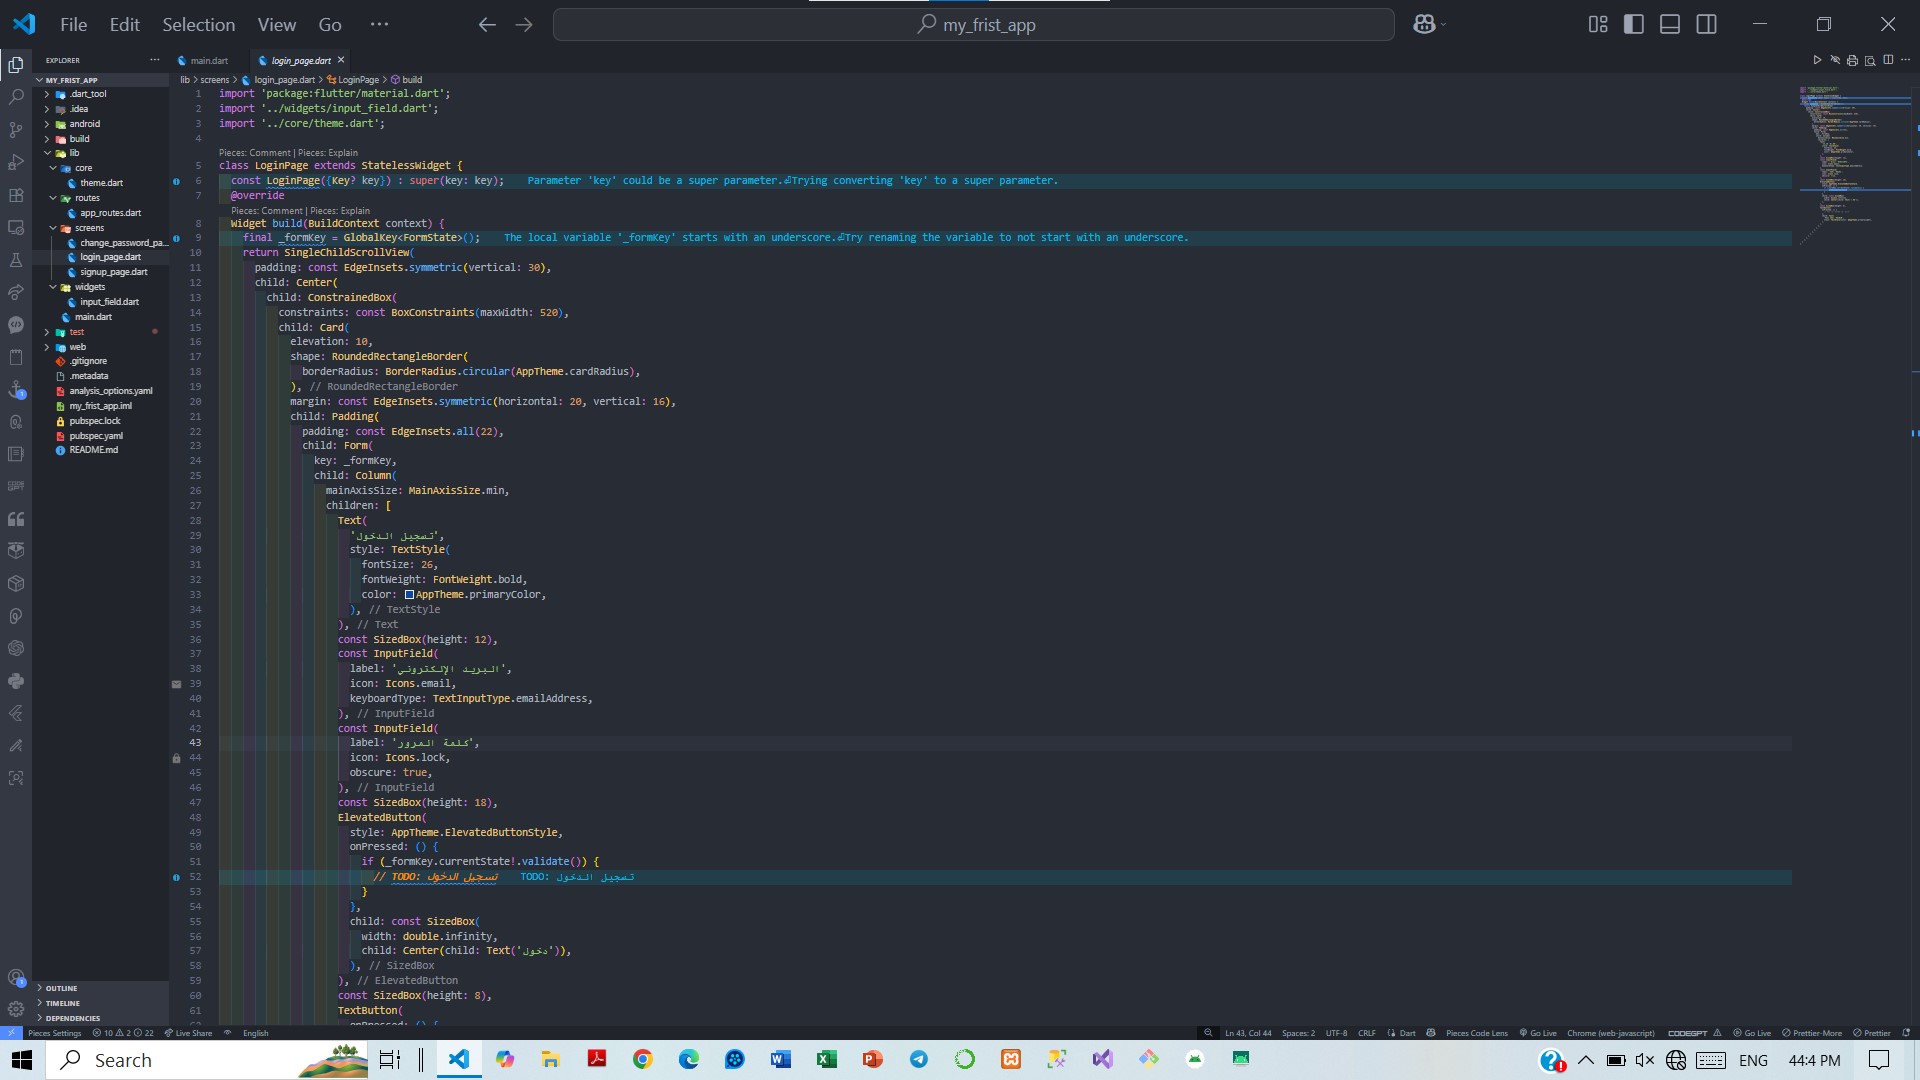 File Edit Selection View Go ···
my_frist_app
EXPLORER ···
main.dart
login_page.dart
MY_FRIST_APP
.dart_tool
.idea
android
build
lib
core
theme.dart
routes
app_routes.dart
screens
change_password_pa...
login_page.dart
signup_page.dart
widgets
input_field.dart
main.dart
test
web
.gitignore
.metadata
analysis_options.yaml
my_frist_app.iml
pubspec.lock
pubspec.yaml
README.md
OUTLINE
TIMELINE
DEPENDENCIES
lib > screens > login_page.dart > LoginPage > build
1 import 'package:flutter/material.dart';
2 import '../widgets/input_field.dart';
3 import '../core/theme.dart';
4
Pieces: Comment | Pieces: Explain
5 class LoginPage extends StatelessWidget {
6 const LoginPage({Key? key}) : super(key: key); Parameter 'key' could be a super parameter.⏎Trying converting 'key' to a super parameter.
7 @override
Pieces: Comment | Pieces: Explain
8 Widget build(BuildContext context) {
9 final _formKey = GlobalKey<FormState>(); The local variable '_formKey' starts with an underscore.⏎Try renaming the variable to not start with an underscore.
10 return SingleChildScrollView(
11 padding: const EdgeInsets.symmetric(vertical: 30),
12 child: Center(
13 child: ConstrainedBox(
14 constraints: const BoxConstraints(maxWidth: 520),
15 child: Card(
16 elevation: 10,
17 shape: RoundedRectangleBorder(
18 borderRadius: BorderRadius.circular(AppTheme.cardRadius),
19 ), // RoundedRectangleBorder
20 margin: const EdgeInsets.symmetric(horizontal: 20, vertical: 16),
21 child: Padding(
22 padding: const EdgeInsets.all(22),
23 child: Form(
24 key: _formKey,
25 child: Column(
26 mainAxisSize: MainAxisSize.min,
27 children: [
28 Text(
29 'تسجيل الدخول',
30 style: TextStyle(
31 fontSize: 26,
32 fontWeight: FontWeight.bold,
33 color: AppTheme.primaryColor,
34 ), // TextStyle
35 ), // Text
36 const SizedBox(height: 12),
37 const InputField(
38 label: 'البريد الإلكتروني',
39 icon: Icons.email,
40 keyboardType: TextInputType.emailAddress,
41 ), // InputField
42 const InputField(
43 label: 'كلمة المرور',
44 icon: Icons.lock,
45 obscure: true,
46 ), // InputField
47 const SizedBox(height: 18),
48 ElevatedButton(
49 style: AppTheme.ElevatedButtonStyle,
50 onPressed: () {
51 if (_formKey.currentState!.validate()) {
52 // TODO: تسجيل الدخول TODO: تسجيل الدخول
53 }
54 },
55 child: const SizedBox(
56 width: double.infinity,
57 child: Center(child: Text('دخول')),
58 ), // SizedBox
59 ), // ElevatedButton
60 const SizedBox(height: 8),
61 TextButton(
Pieces Settings 10 2 22 Live Share English
Ln 43, Col 44 Spaces: 2 UTF-8 CRLF Dart Pieces Code Lens Go Live Chrome (web-javascript) CODEGPT Go Live Prettier-More Prettier
Search
ENG 44:4 PM